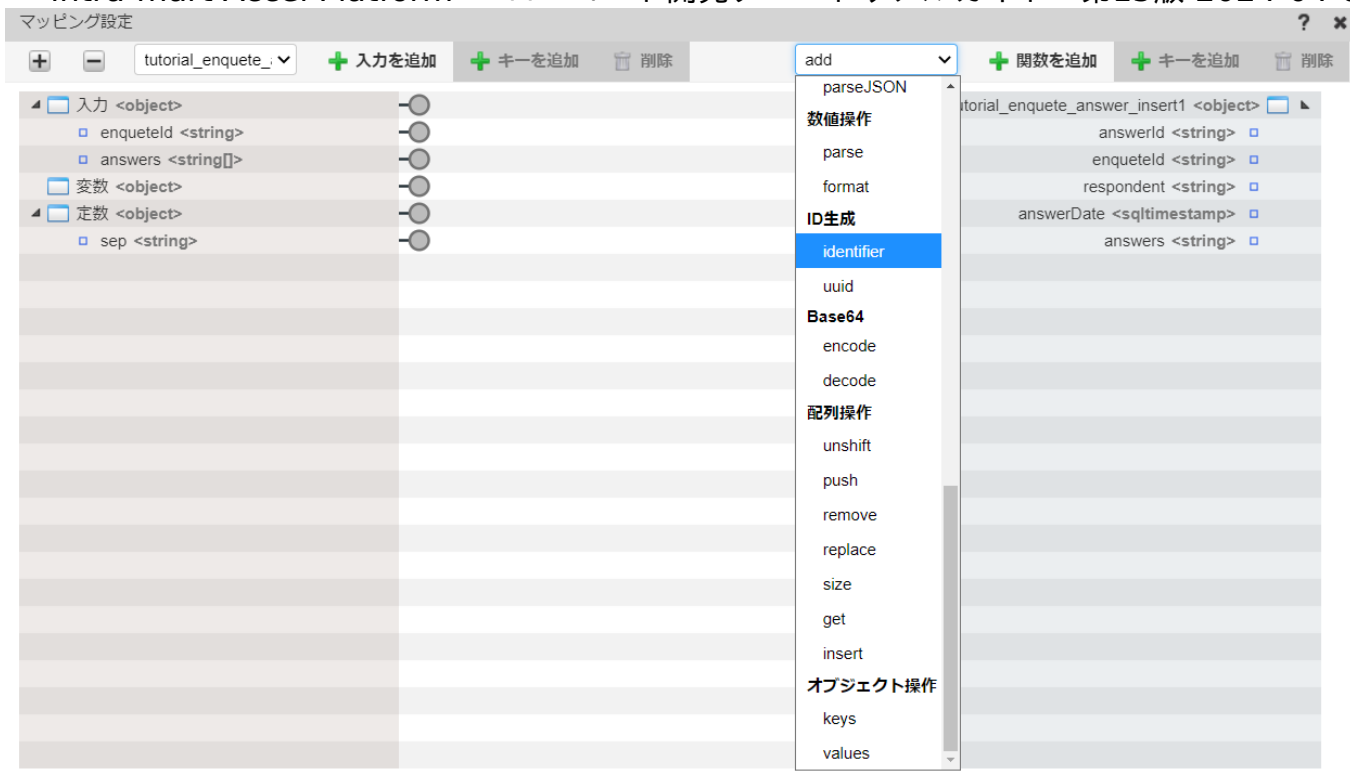 マッピング設定 ? ×
+ − tutorial_enquete_ 入力を追加 キーを追加 削除 add 関数を追加 キーを追加 削除
入力 <object>
enqueteId <string>
answers <string[]>
変数 <object>
定数 <object>
sep <string>
parseJSON
数値操作
parse
format
ID生成
identifier
uuid
Base64
encode
decode
配列操作
unshift
push
remove
replace
size
get
insert
オブジェクト操作
keys
values
tutorial_enquete_answer_insert1 <object>
answerId <string>
enqueteId <string>
respondent <string>
answerDate <sqltimestamp>
answers <string>